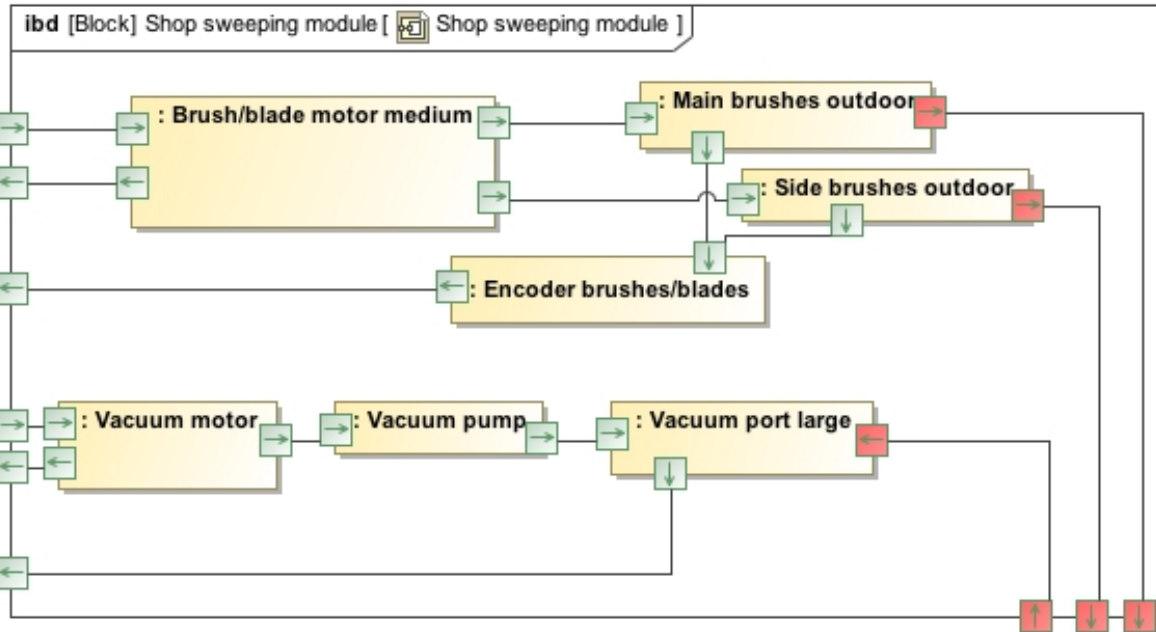 ibd [Block] Shop sweeping module [ Shop sweeping module ]
: Brush/blade motor medium
: Main brushes outdoor
: Side brushes outdoor
: Encoder brushes/blades
: Vacuum motor
: Vacuum pump
: Vacuum port large